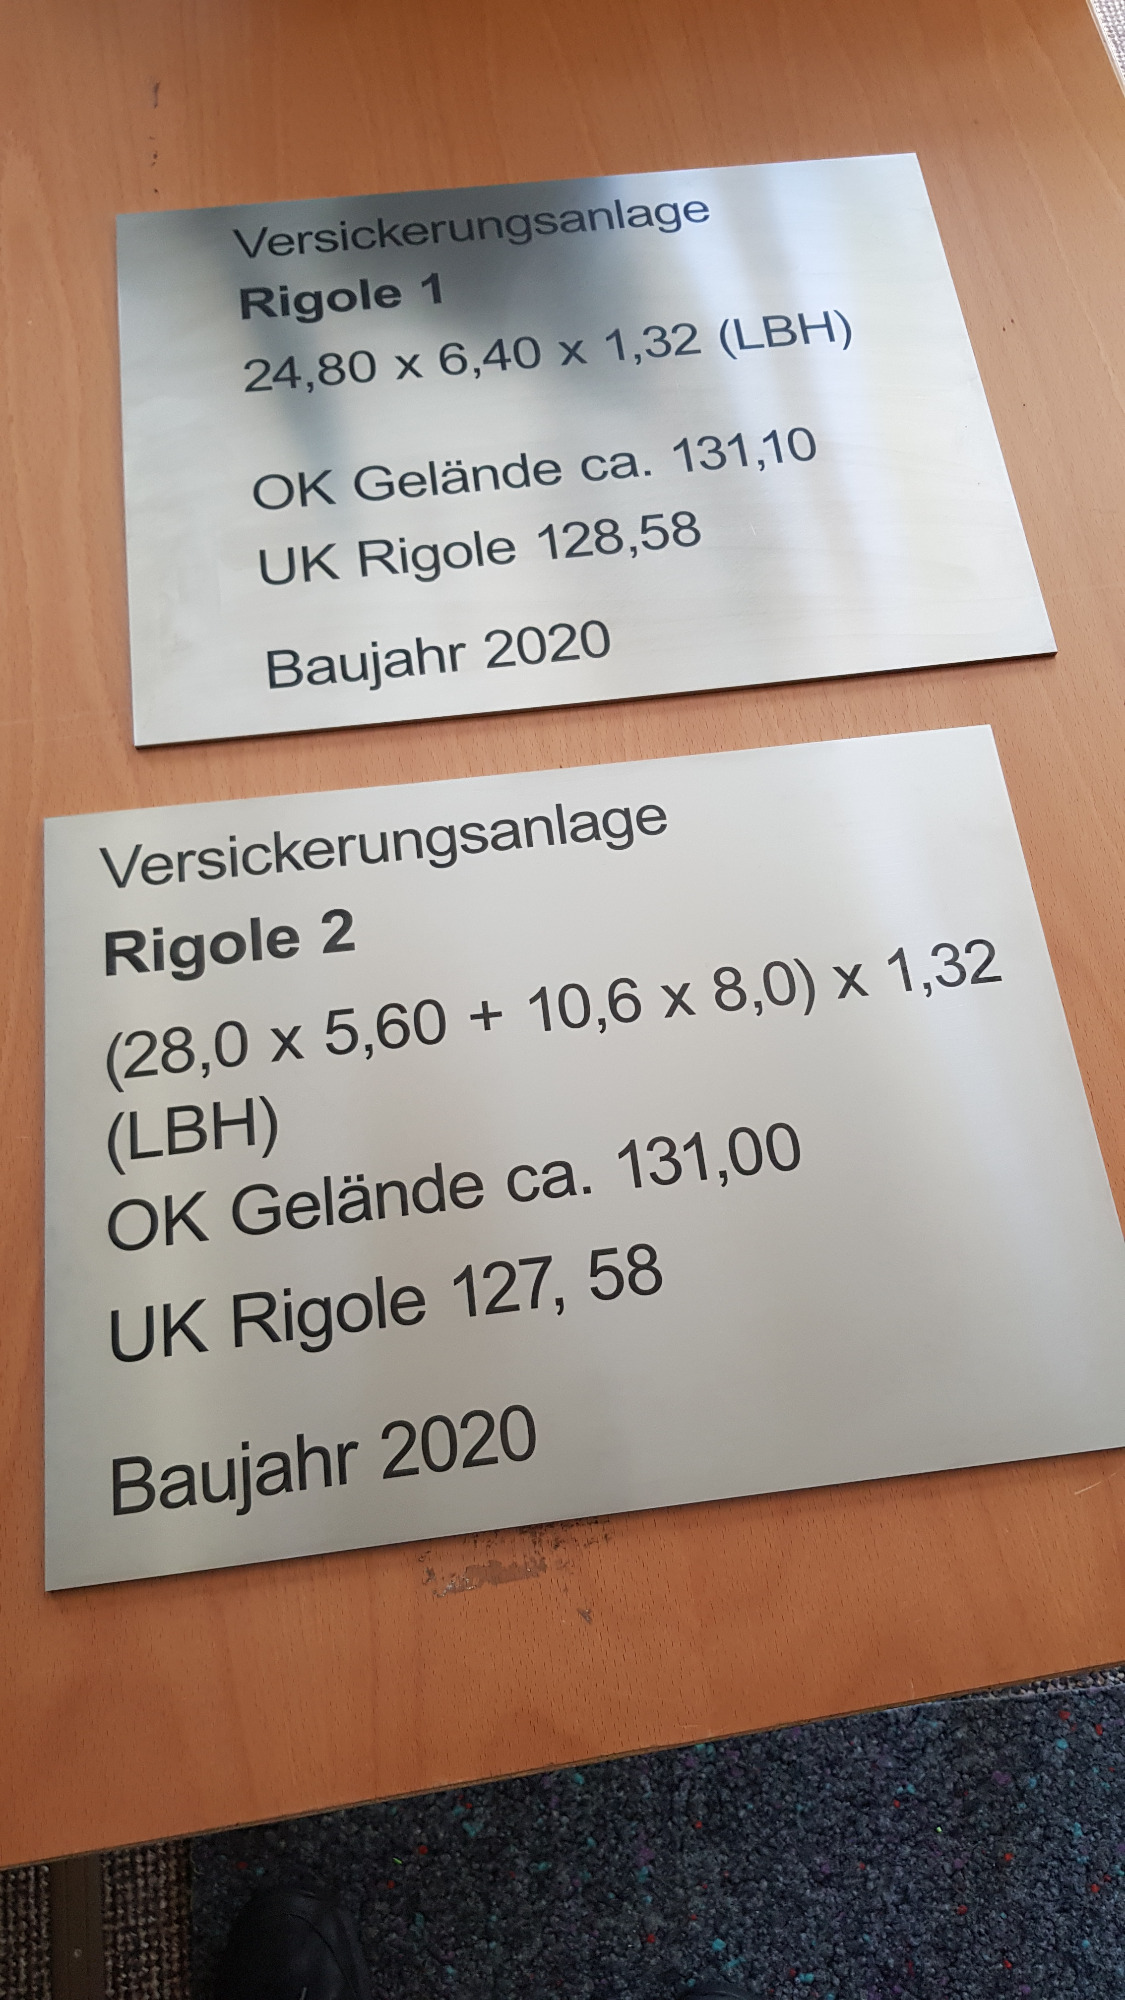 Versickerungsanlage
Rigole 1
24,80 x 6,40 x 1,32 (LBH)
OK Gelände ca. 131,10
UK Rigole 128,58
Baujahr 2020
Versickerungsanlage
Rigole 2
(28,0 x 5,60 + 10,6 x 8,0) x 1,32
(LBH)
OK Gelände ca. 131,00
UK Rigole 127, 58
Baujahr 2020